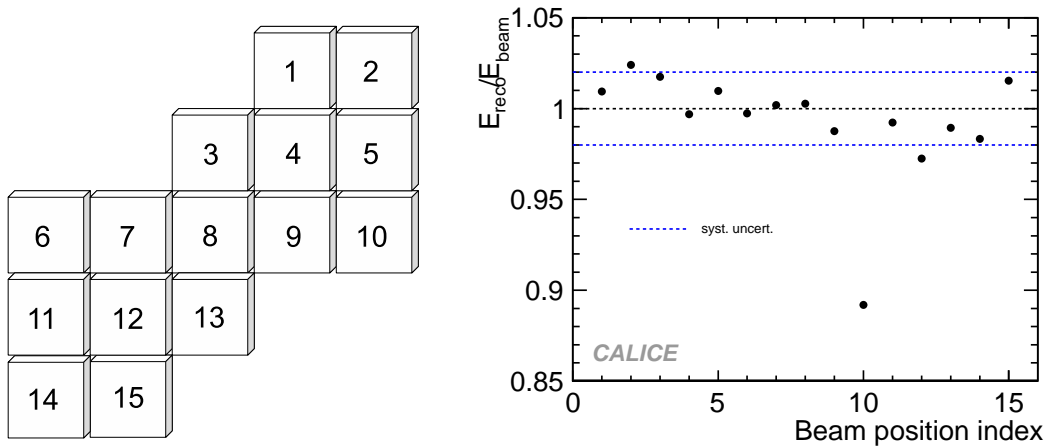 1 2
3 4 5
6 7 8 9 10
11 12 13
14 15
E_reco/E_beam
1.05
1
0.95
0.9
0.85
syst. uncert.
CALICE
0 5 10 15
Beam position index